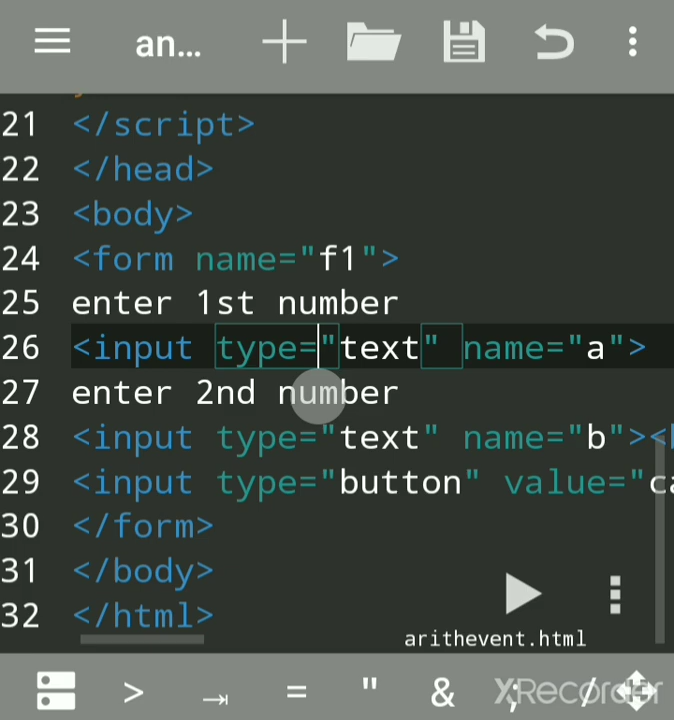 an...
21 </script>
22 </head>
23 <body>
24 <form name="f1">
25 enter 1st number
26 <input type="text" name="a">
27 enter 2nd number
28 <input type="text" name="b"><
29 <input type="button" value="ca
30 </form>
31 </body>
32 </html>
arithevent.html
> = " & ; /
XRecorder